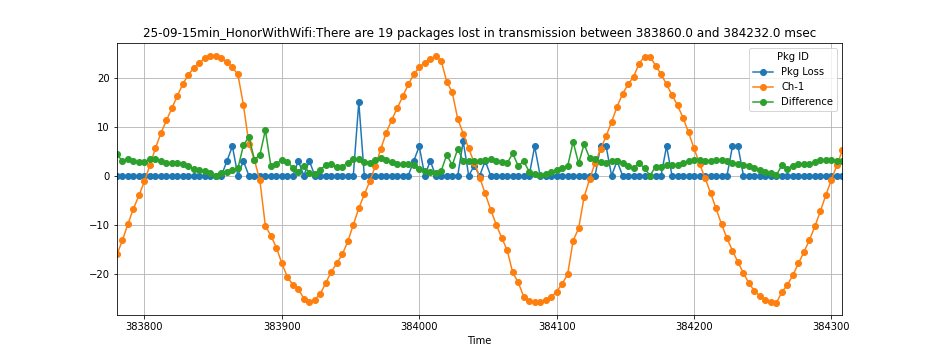 25-09-15min_HonorWithWifi:There are 19 packages lost in transmission between 383860.0 and 384232.0 msec
Pkg ID
Pkg Loss
Ch-1
Difference
20
10
0
−10
−20
383800 383900 384000 384100 384200 384300
Time